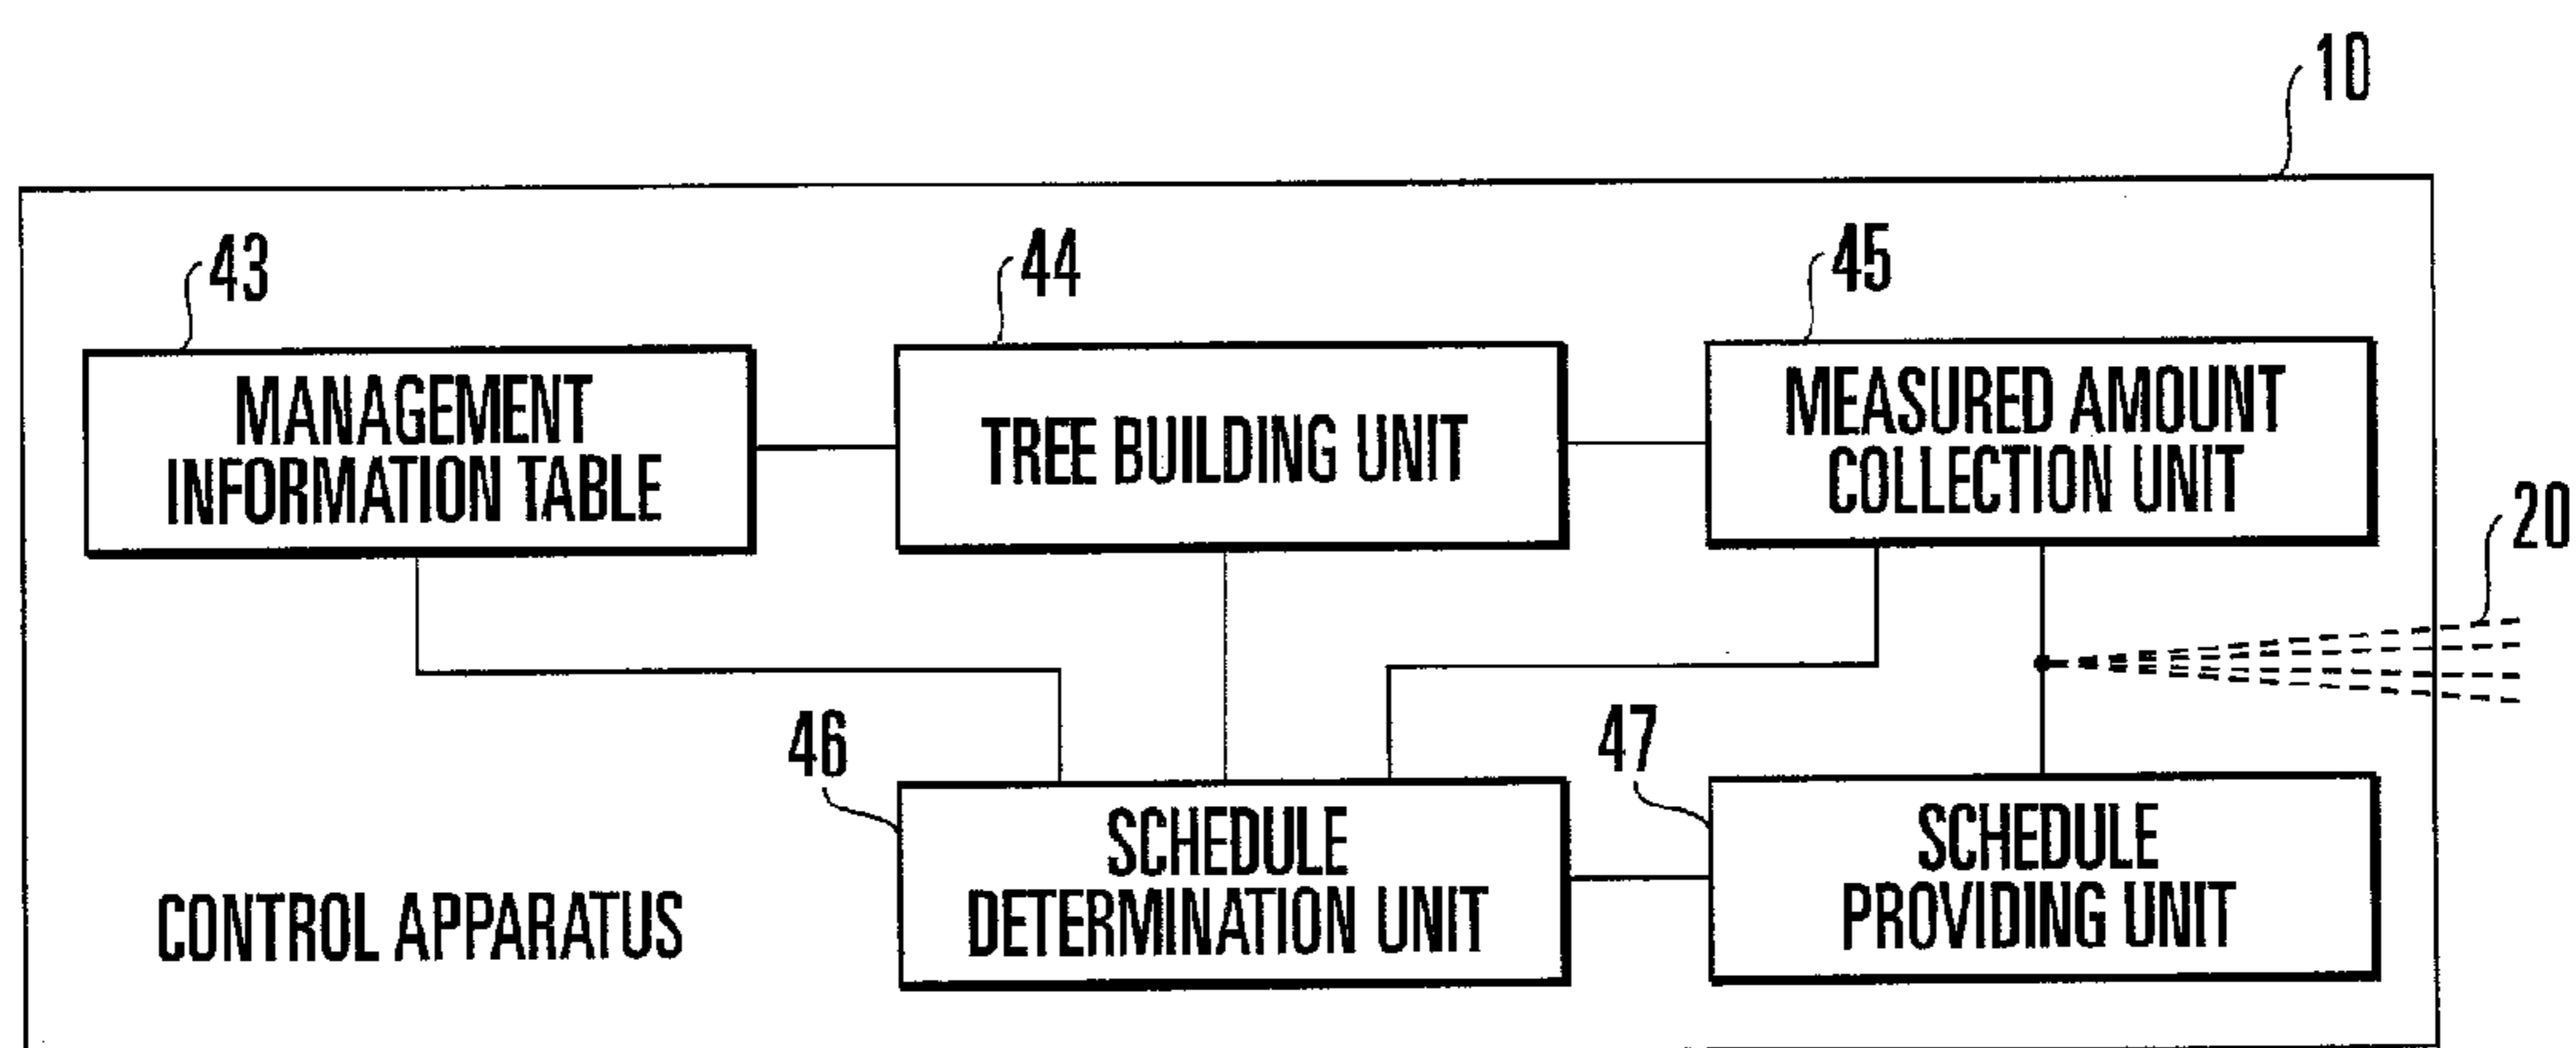 10
43
44
45
MANAGEMENT
INFORMATION TABLE
TREE BUILDING UNIT
MEASURED AMOUNT
COLLECTION UNIT
20
46
47
SCHEDULE
DETERMINATION UNIT
SCHEDULE
PROVIDING UNIT
CONTROL APPARATUS